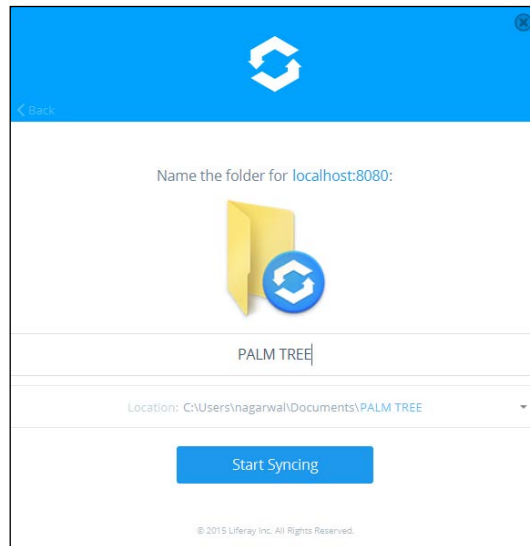 Back
Name the folder for localhost:8080:
PALM TREE
Location: C:\Users\nagarwal\Documents\PALM TREE
Start Syncing
© 2015 Liferay Inc. All Rights Reserved.